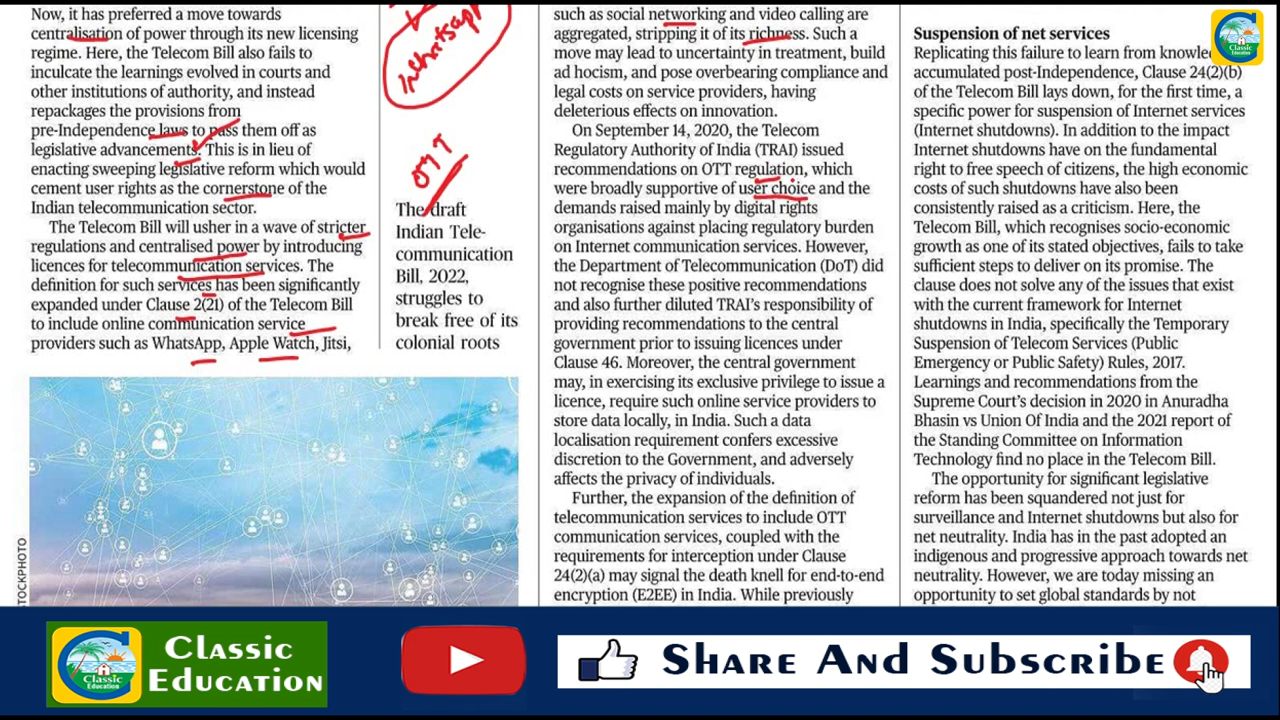 Now, it has preferred a move towards
centralisation of power through its new licensing
regime. Here, the Telecom Bill also fails to
inculcate the learnings evolved in courts and
other institutions of authority, and instead
repackages the provisions from
pre-Independence laws to pass them off as
legislative advancements. This is in lieu of
enacting sweeping legislative reform which would
cement user rights as the cornerstone of the
Indian telecommunication sector.
The Telecom Bill will usher in a wave of stricter
regulations and centralised power by introducing
licences for telecommunication services. The
definition for such services has been significantly
expanded under Clause 2(21) of the Telecom Bill
to include online communication service
providers such as WhatsApp, Apple Watch, Jitsi,
Whatsapp
OTT
The draft
Indian Tele-
communication
Bill, 2022,
struggles to
break free of its
colonial roots
TOCKPHOTO
such as social networking and video calling are
aggregated, stripping it of its richness. Such a
move may lead to uncertainty in treatment, build
ad hocism, and pose overbearing compliance and
legal costs on service providers, having
deleterious effects on innovation.
On September 14, 2020, the Telecom
Regulatory Authority of India (TRAI) issued
recommendations on OTT regulation, which
were broadly supportive of user choice and the
demands raised mainly by digital rights
organisations against placing regulatory burden
on Internet communication services. However,
the Department of Telecommunication (DoT) did
not recognise these positive recommendations
and also further diluted TRAI's responsibility of
providing recommendations to the central
government prior to issuing licences under
Clause 46. Moreover, the central government
may, in exercising its exclusive privilege to issue a
licence, require such online service providers to
store data locally, in India. Such a data
localisation requirement confers excessive
discretion to the Government, and adversely
affects the privacy of individuals.
Further, the expansion of the definition of
telecommunication services to include OTT
communication services, coupled with the
requirements for interception under Clause
24(2)(a) may signal the death knell for end-to-end
encryption (E2EE) in India. While previously
Suspension of net services
Replicating this failure to learn from knowle
accumulated post-Independence, Clause 24(2)(b)
of the Telecom Bill lays down, for the first time, a
specific power for suspension of Internet services
(Internet shutdowns). In addition to the impact
Internet shutdowns have on the fundamental
right to free speech of citizens, the high economic
costs of such shutdowns have also been
consistently raised as a criticism. Here, the
Telecom Bill, which recognises socio-economic
growth as one of its stated objectives, fails to take
sufficient steps to deliver on its promise. The
clause does not solve any of the issues that exist
with the current framework for Internet
shutdowns in India, specifically the Temporary
Suspension of Telecom Services (Public
Emergency or Public Safety) Rules, 2017.
Learnings and recommendations from the
Supreme Court's decision in 2020 in Anuradha
Bhasin vs Union Of India and the 2021 report of
the Standing Committee on Information
Technology find no place in the Telecom Bill.
The opportunity for significant legislative
reform has been squandered not just for
surveillance and Internet shutdowns but also for
net neutrality. India has in the past adopted an
indigenous and progressive approach towards net
neutrality. However, we are today missing an
opportunity to set global standards by not
Classic
Education
Classic
Education
Classic
Education
Share And Subscribe